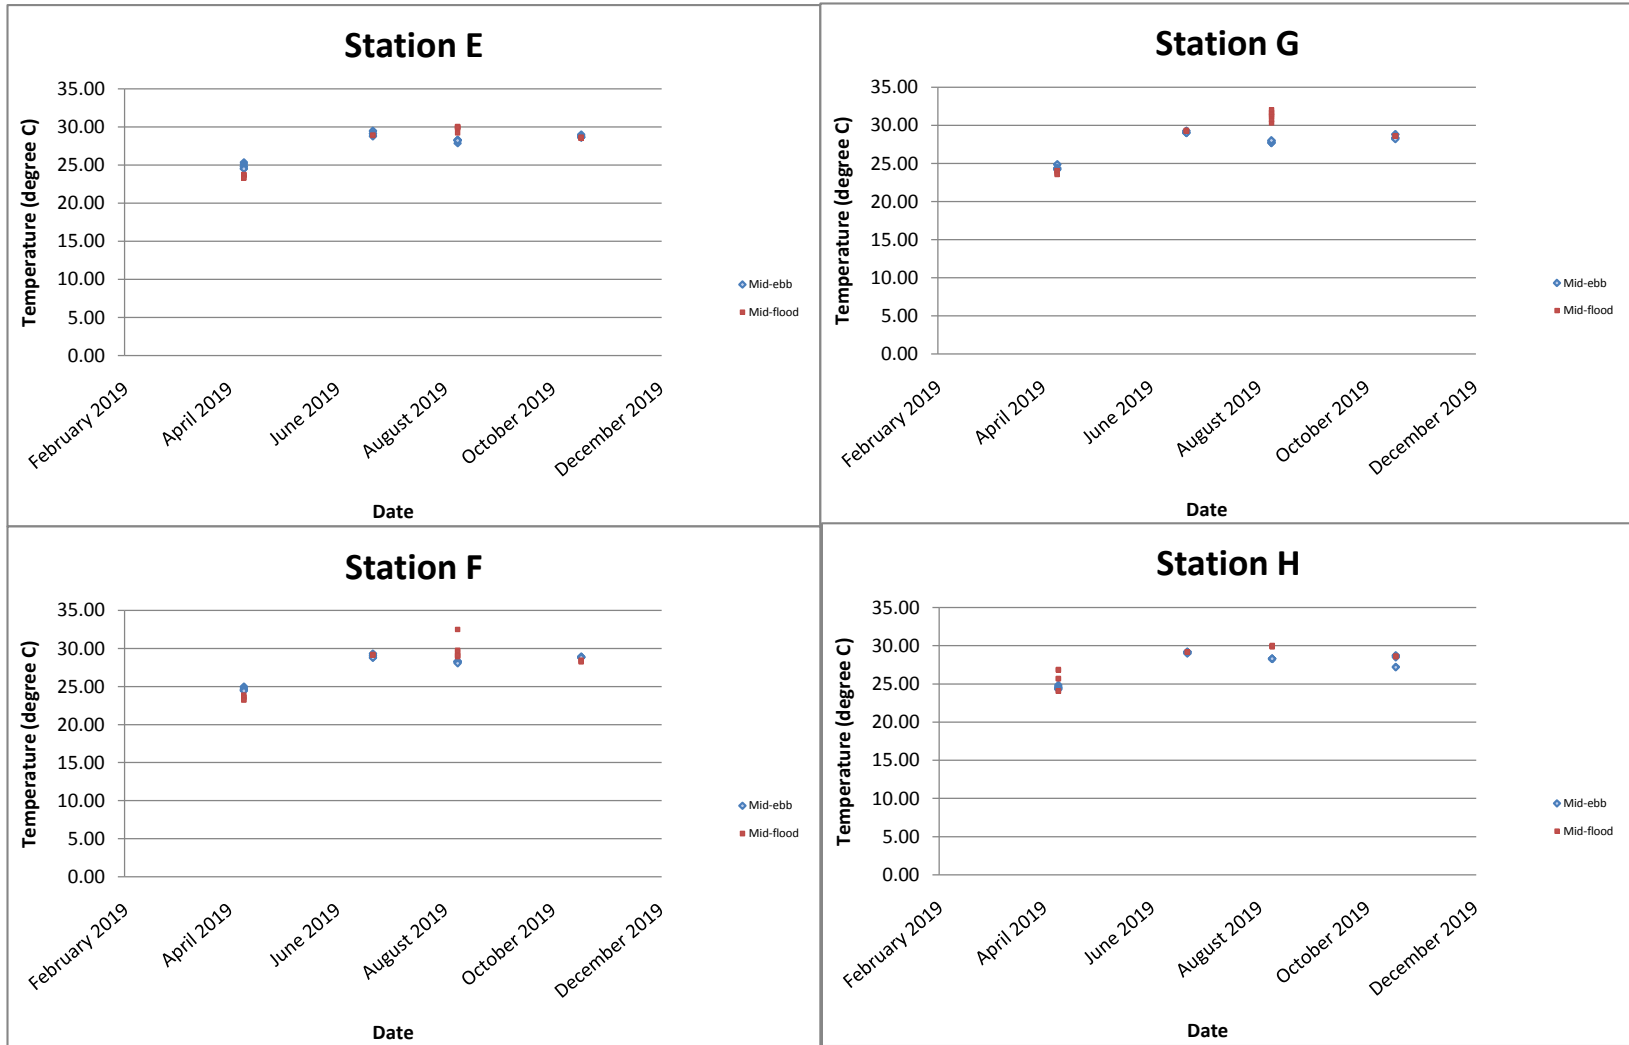 Station E
Temperature (degree C)
35.00
30.00
25.00
20.00
15.00
10.00
5.00
0.00
February 2019
April 2019
June 2019
August 2019
October 2019
December 2019
Date
Mid-ebb
Mid-flood
Station G
Temperature (degree C)
35.00
30.00
25.00
20.00
15.00
10.00
5.00
0.00
February 2019
April 2019
June 2019
August 2019
October 2019
December 2019
Date
Mid-ebb
Mid-flood
Station F
Temperature (degree C)
35.00
30.00
25.00
20.00
15.00
10.00
5.00
0.00
February 2019
April 2019
June 2019
August 2019
October 2019
December 2019
Date
Mid-ebb
Mid-flood
Station H
Temperature (degree C)
35.00
30.00
25.00
20.00
15.00
10.00
5.00
0.00
February 2019
April 2019
June 2019
August 2019
October 2019
December 2019
Date
Mid-ebb
Mid-flood